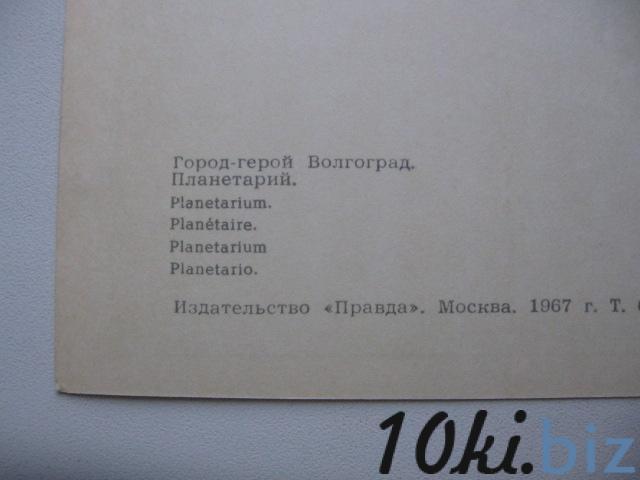 Город-герой Волгоград.
Планетарий.
Planetarium.
Planétaire.
Planetarium
Planetario.
Издательство «Правда». Москва. 1967 г. Т.
10ki.biz